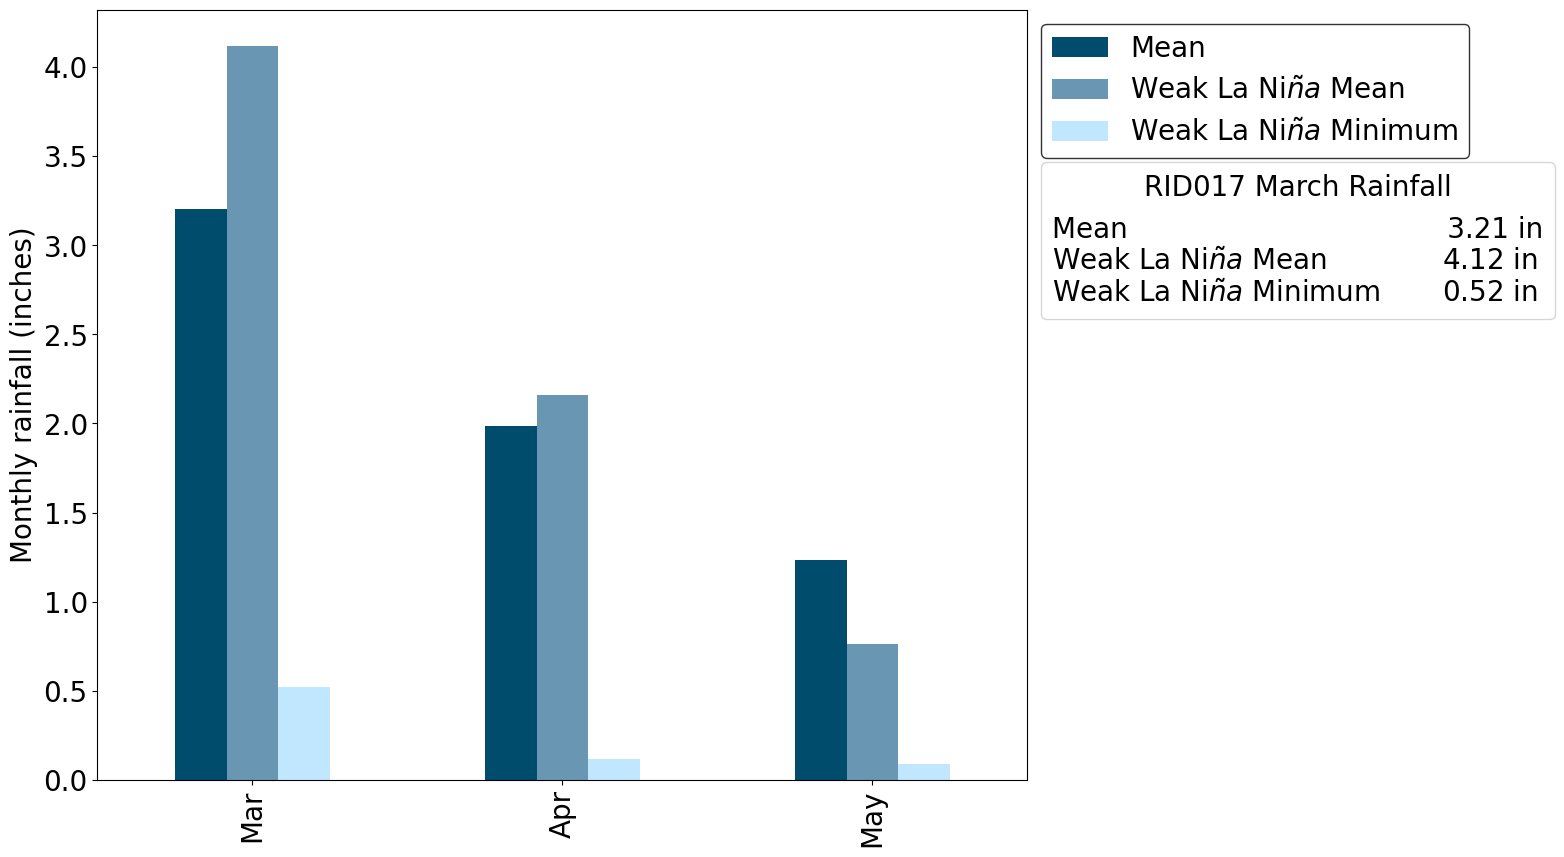 Monthly rainfall (inches)
4.0
3.5
3.0
2.5
2.0
1.5
1.0
0.5
0.0
Mar
Apr
May
Mean
Weak La Niña Mean
Weak La Niña Minimum
RID017 March Rainfall
Mean 3.21 in
Weak La Niña Mean 4.12 in
Weak La Niña Minimum 0.52 in